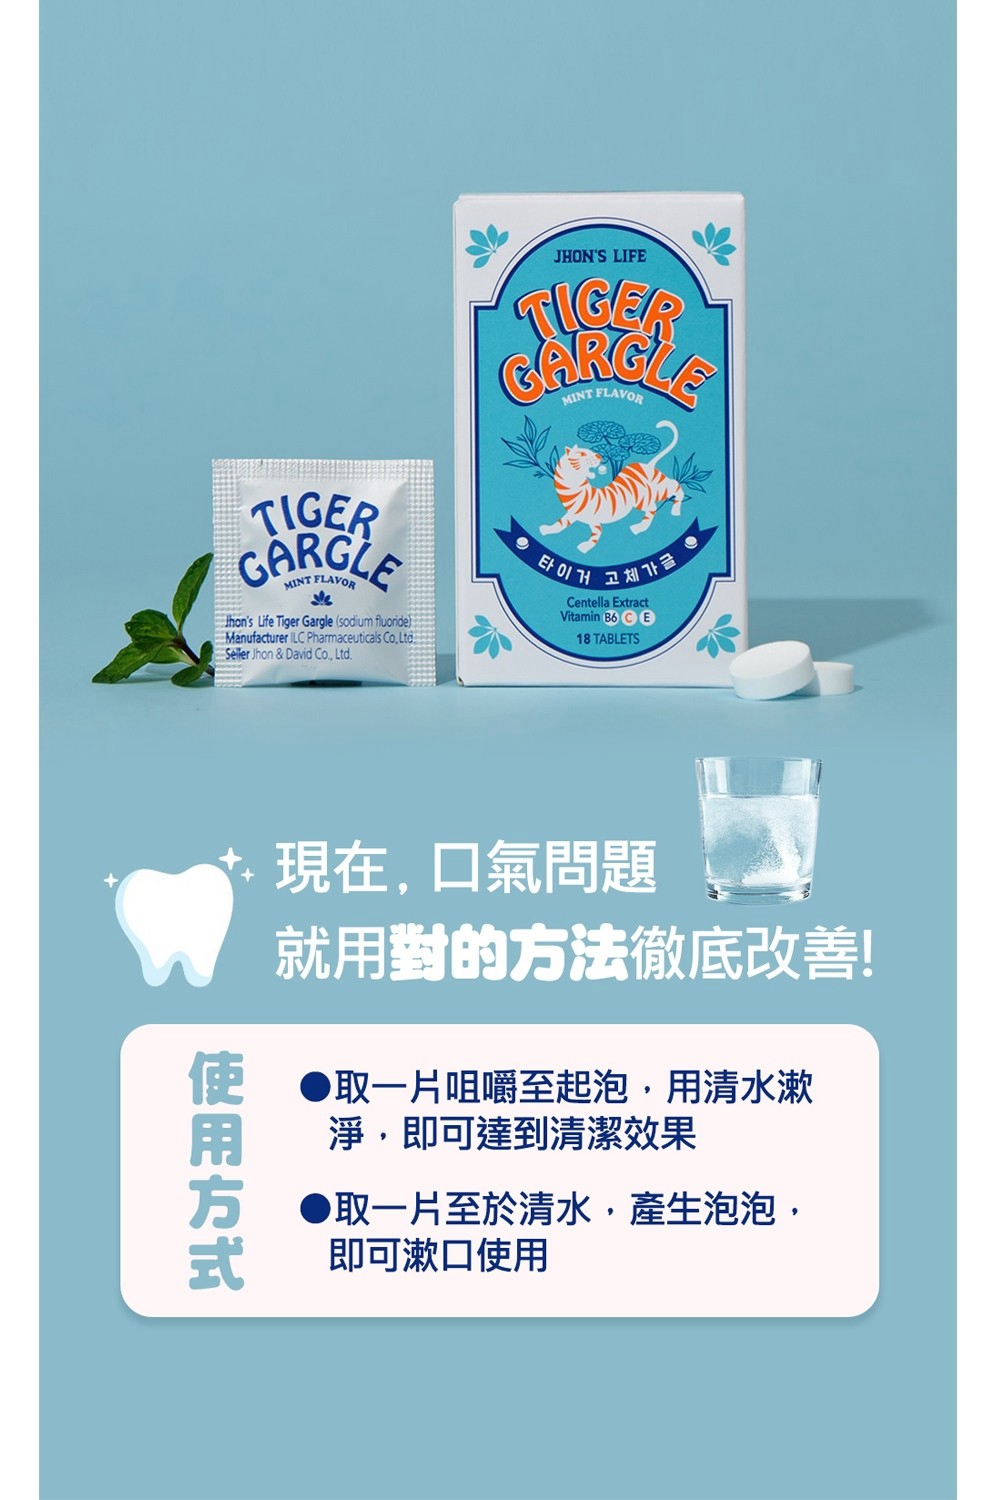 JHON'S LIFE
TIGER
GARGLE
MINT FLAVOR
타이거 고체가글
Centella Extract
Vitamin B6 C E
18 TABLETS
TIGER
GARGLE
MINT FLAVOR
Jhon's Life Tiger Gargle (sodium fluoride)
Manufacturer ILC Pharmaceuticals Co, Ltd.
Seller Jhon & David Co., Ltd.
現在, 口氣問題
就用對的方法徹底改善!
使用方式
●取一片咀嚼至起泡，用清水漱
淨，即可達到清潔效果
●取一片至於清水，產生泡泡，
即可漱口使用